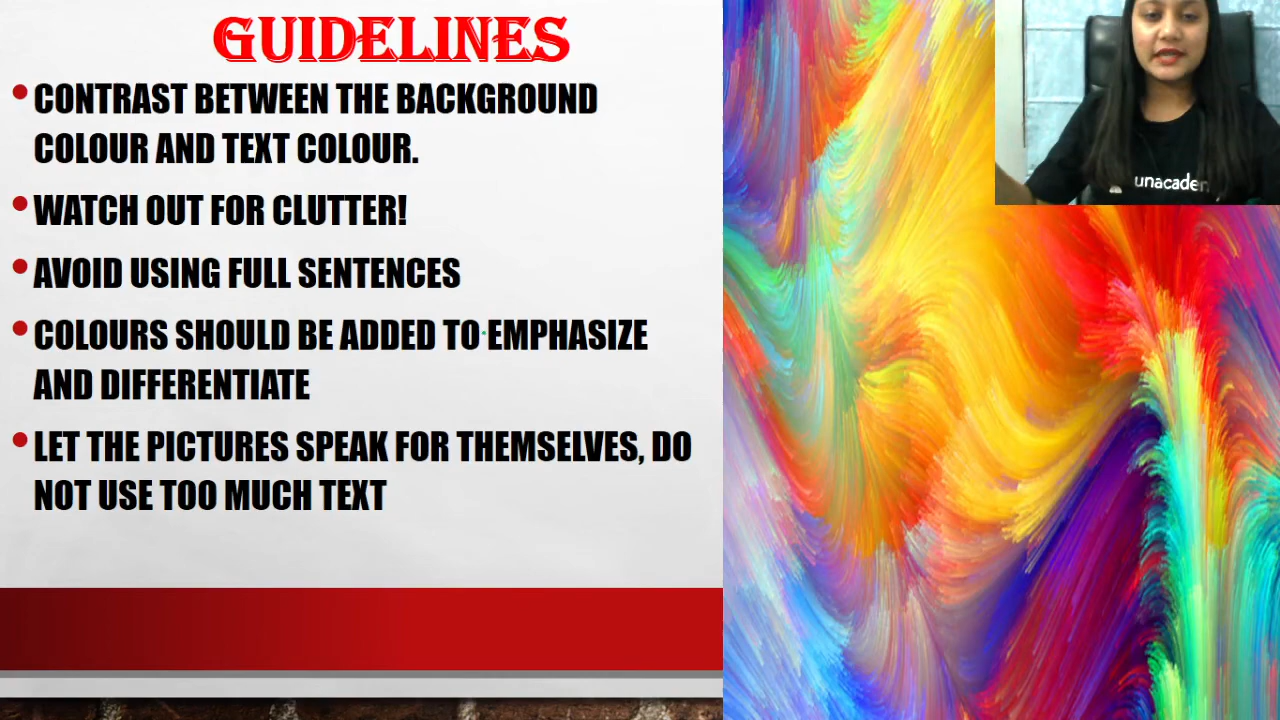 GUIDELINES
• CONTRAST BETWEEN THE BACKGROUND
COLOUR AND TEXT COLOUR.
• WATCH OUT FOR CLUTTER!
• AVOID USING FULL SENTENCES
• COLOURS SHOULD BE ADDED TO EMPHASIZE
AND DIFFERENTIATE
• LET THE PICTURES SPEAK FOR THEMSELVES, DO
NOT USE TOO MUCH TEXT
unacadem